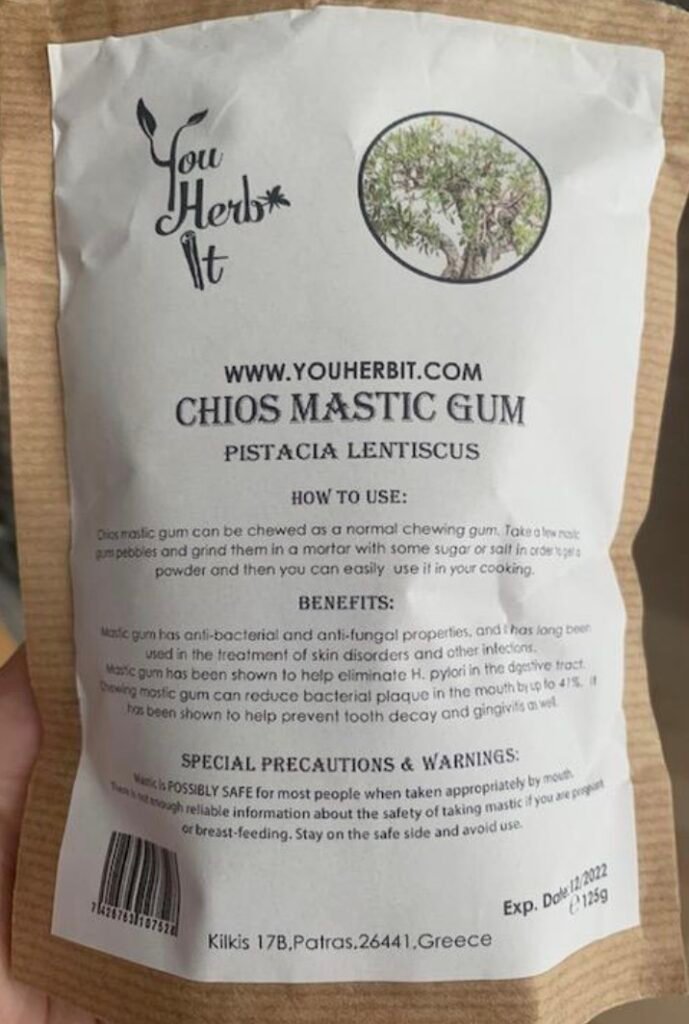 You
Herb
It
WWW.YOUHERBIT.COM
CHIOS MASTIC GUM
PISTACIA LENTISCUS
HOW TO USE:
Chios mastic gum can be chewed as a normal chewing gum. Take a few mastic
gum pebbles and grind them in a mortar with some sugar or salt in order to get a
powder and then you can easily use it in your cooking.
BENEFITS:
Mastic gum has anti-bacterial and anti-fungal properties, and has long been
used in the treatment of skin disorders and other infections.
Mastic gum has been shown to help eliminate H. pylori in the digestive tract.
Chewing mastic gum can reduce bacterial plaque in the mouth by up to 41%. It
has been shown to help prevent tooth decay and gingivitis as well.
SPECIAL PRECAUTIONS & WARNINGS:
Mastic is POSSIBLY SAFE for most people when taken appropriately by mouth.
There is not enough reliable information about the safety of taking mastic if you are pregnant
or breast-feeding. Stay on the safe side and avoid use.
Exp. Date:12/2022
℮125g
Kilkis 17B,Patras,26441,Greece